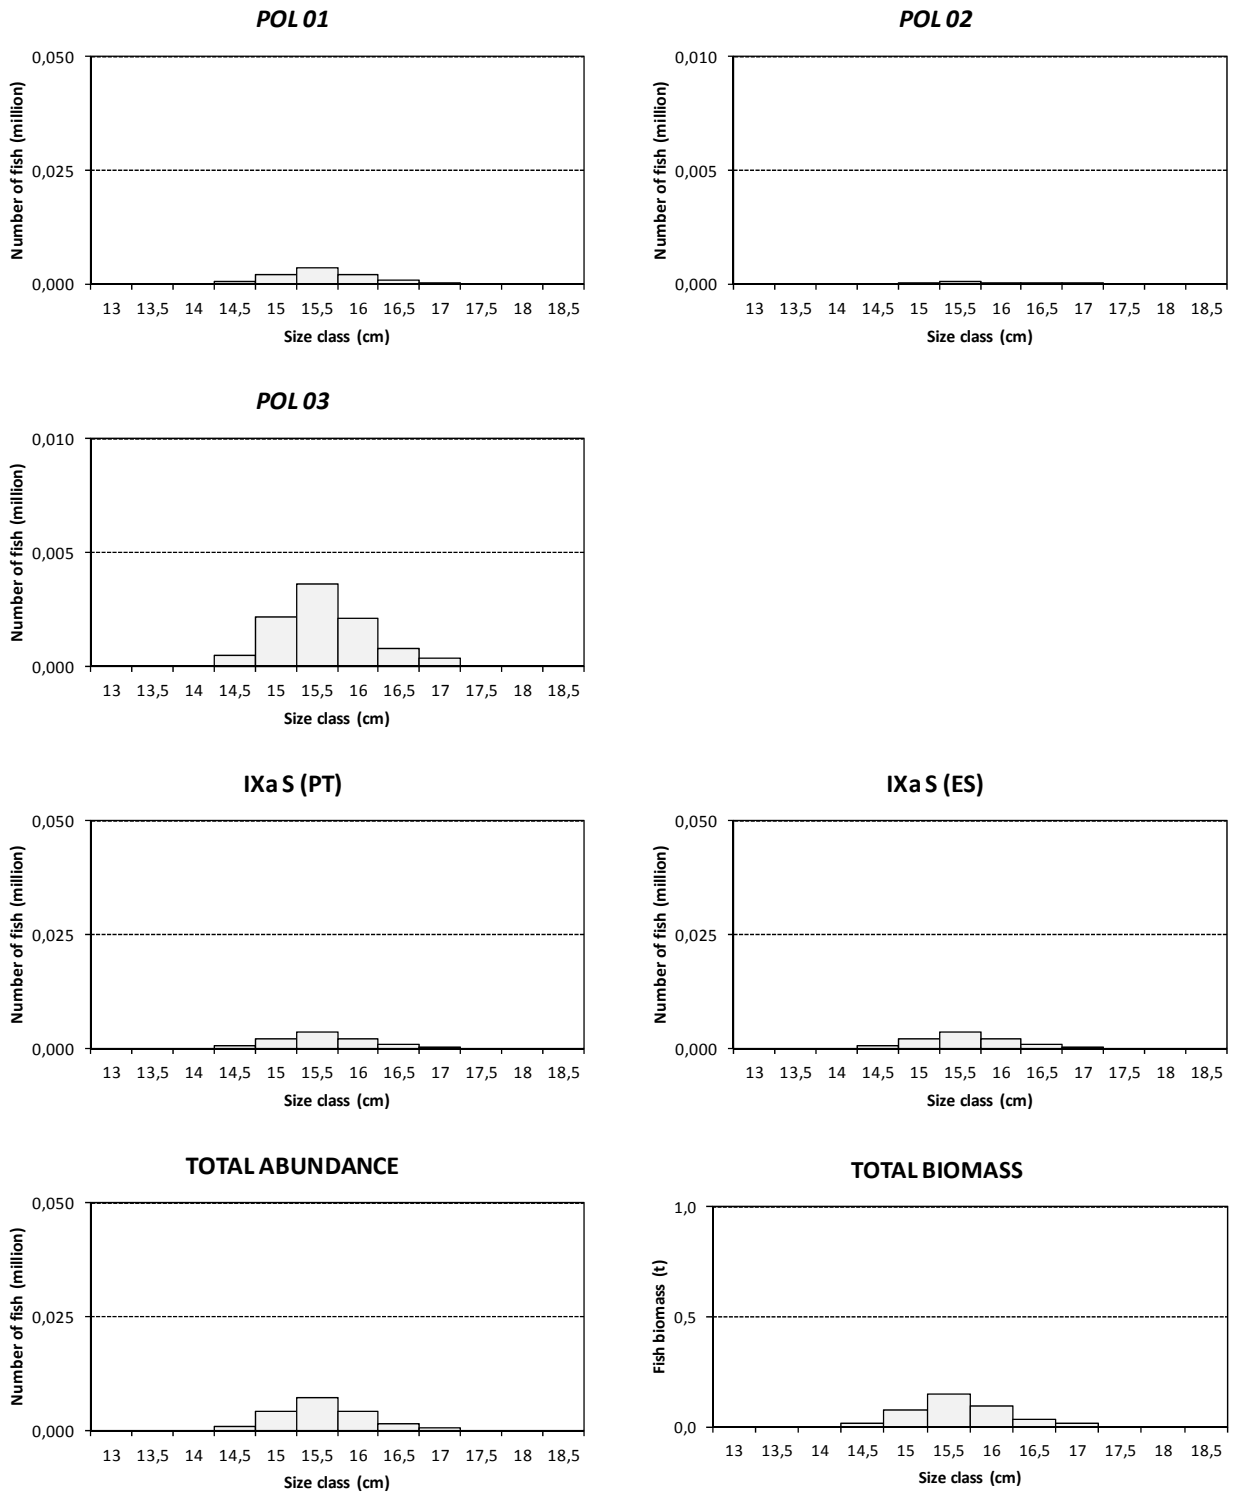 POL 01
0,050
0,025
0,000
Number of fish (million)
13 13,5 14 14,5 15 15,5 16 16,5 17 17,5 18 18,5
Size class (cm)
POL 02
0,010
0,005
0,000
Number of fish (million)
13 13,5 14 14,5 15 15,5 16 16,5 17 17,5 18 18,5
Size class (cm)
POL 03
0,010
0,005
0,000
Number of fish (million)
13 13,5 14 14,5 15 15,5 16 16,5 17 17,5 18 18,5
Size class (cm)
IXa S (PT)
0,050
0,025
0,000
Number of fish (million)
13 13,5 14 14,5 15 15,5 16 16,5 17 17,5 18 18,5
Size class (cm)
IXa S (ES)
0,050
0,025
0,000
Number of fish (million)
13 13,5 14 14,5 15 15,5 16 16,5 17 17,5 18 18,5
Size class (cm)
TOTAL ABUNDANCE
0,050
0,025
0,000
Number of fish (million)
13 13,5 14 14,5 15 15,5 16 16,5 17 17,5 18 18,5
Size class (cm)
TOTAL BIOMASS
1,0
0,5
0,0
Fish biomass (t)
13 13,5 14 14,5 15 15,5 16 16,5 17 17,5 18 18,5
Size class (cm)